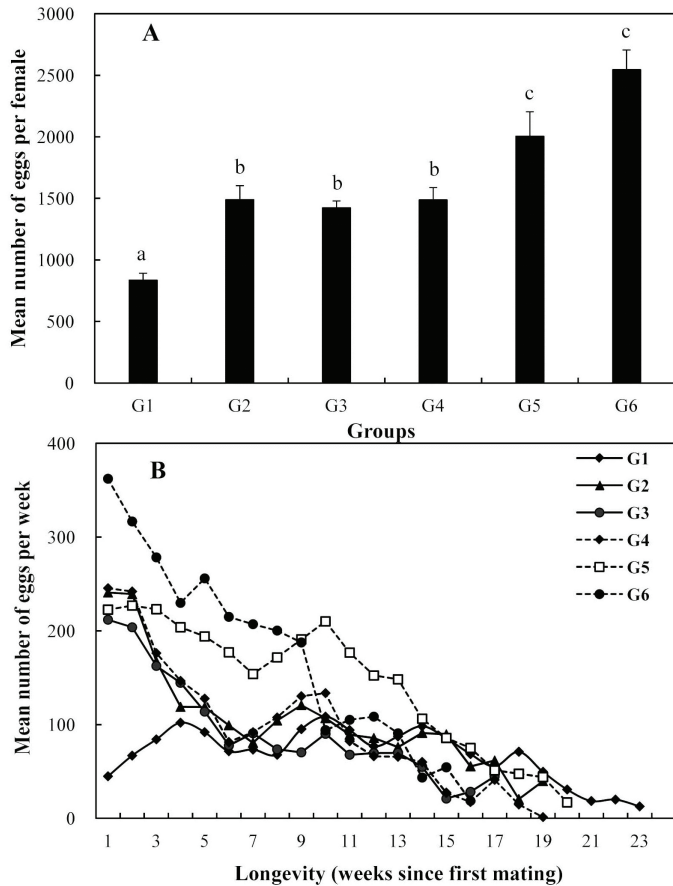 A
Mean number of eggs per female
3000
2500
2000
1500
1000
500
0
a
b
b
b
c
c
G1 G2 G3 G4 G5 G6
Groups
B
Mean number of eggs per week
400
300
200
100
0
G1
G2
G3
G4
G5
G6
1 3 5 7 9 11 13 15 17 19 21 23
Longevity (weeks since first mating)